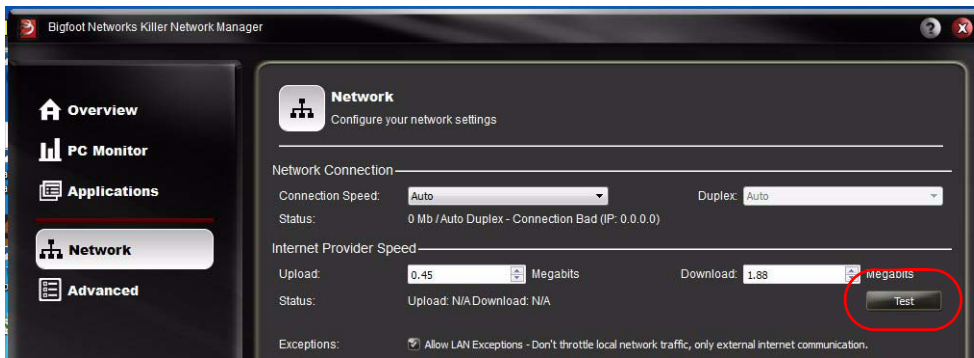 Bigfoot Networks Killer Network Manager
Overview
PC Monitor
Applications
Network
Advanced
Network
Configure your network settings
Network Connection
Connection Speed: Auto Duplex: Auto
Status: 0 Mb / Auto Duplex - Connection Bad (IP: 0.0.0.0)
Internet Provider Speed
Upload: 0.45 Megabits Download: 1.88 Megabits
Status: Upload: N/A Download: N/A Test
Exceptions: Allow LAN Exceptions - Don't throttle local network traffic, only external internet communication.